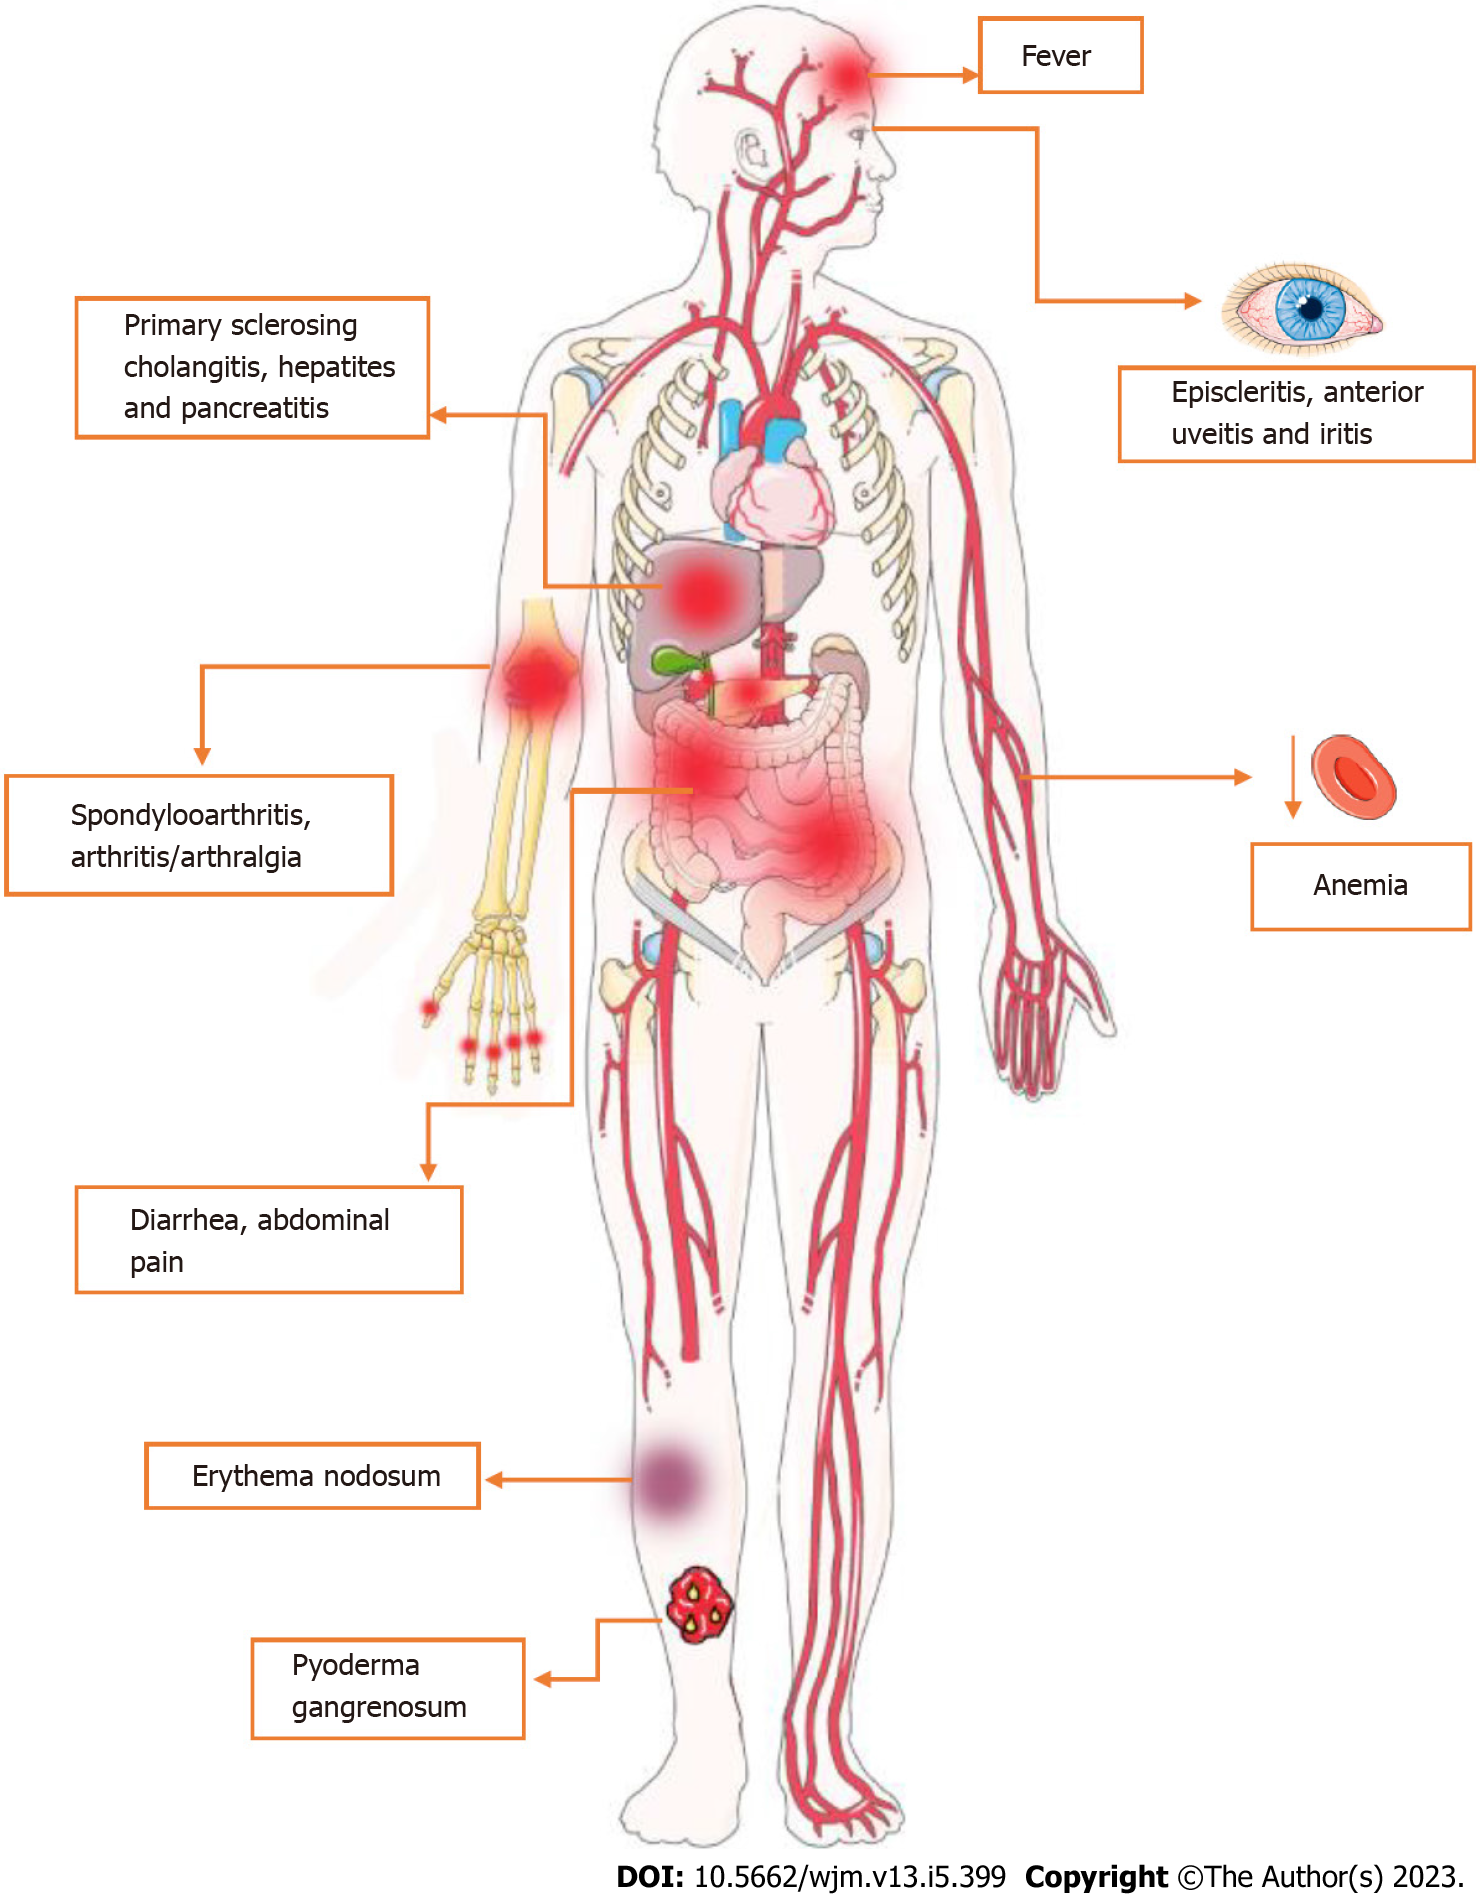 Fever
Primary sclerosing
cholangitis, hepatites
and pancreatitis
Episcleritis, anterior
uveitis and iritis
Spondylooarthritis,
arthritis/arthralgia
Anemia
Diarrhea, abdominal
pain
Erythema nodosum
Pyoderma
gangrenosum
DOI: 10.5662/wjm.v13.i5.399 Copyright ©The Author(s) 2023.